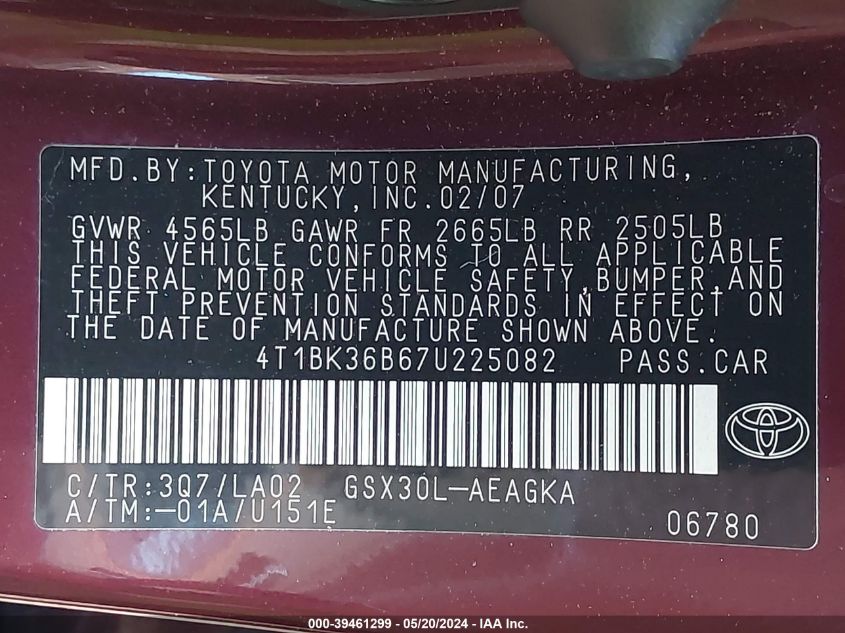 MFD.BY:TOYOTA MOTOR MANUFACTURING,
KENTUCKY,INC.02/07
GVWR 4565LB GAWR FR 2665LB RR 2505LB
THIS VEHICLE CONFORMS TO ALL APPLICABLE
FEDERAL MOTOR VEHICLE SAFETY,BUMPER,AND
THEFT PREVENTION STANDARDS IN EFFECT ON
THE DATE OF MANUFACTURE SHOWN ABOVE.
4T1BK36B67U225082 PASS.CAR
C/TR:3Q7/LA02 GSX30L-AEAGKA
A/TM:-01A/U151E
06780
000-39461299 - 05/20/2024 - IAA Inc.